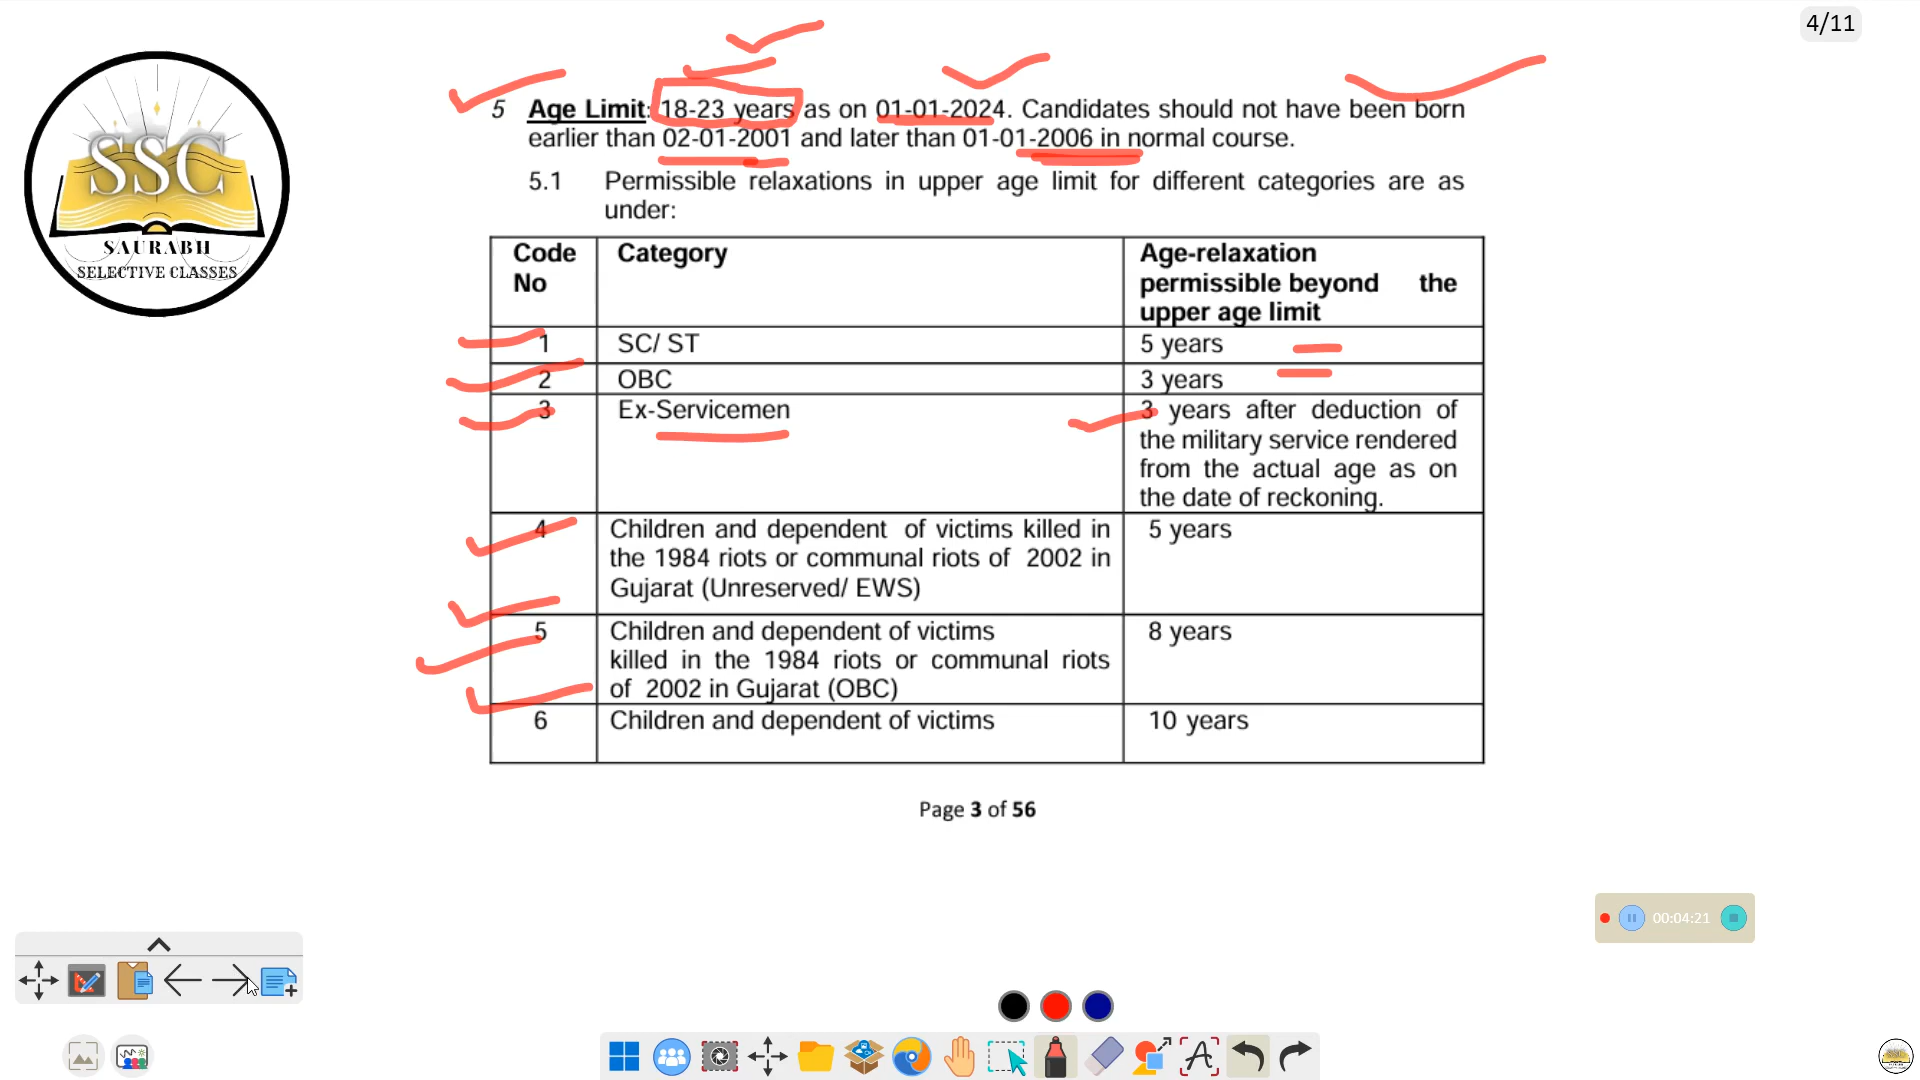 4/11
SSC
SAURABH
SELECTIVE CLASSES
5 Age Limit: 18-23 years as on 01-01-2024. Candidates should not have been born
earlier than 02-01-2001 and later than 01-01-2006 in normal course.
5.1 Permissible relaxations in upper age limit for different categories are as
under:
Code No Category Age-relaxation permissible beyond the upper age limit
1 SC/ ST 5 years
2 OBC 3 years
3 Ex-Servicemen 3 years after deduction of
the military service rendered
from the actual age as on
the date of reckoning.
4 Children and dependent of victims killed in 5 years
the 1984 riots or communal riots of 2002 in
Gujarat (Unreserved/ EWS)
5 Children and dependent of victims 8 years
killed in the 1984 riots or communal riots
of 2002 in Gujarat (OBC)
6 Children and dependent of victims 10 years
Page 3 of 56
00:04:21